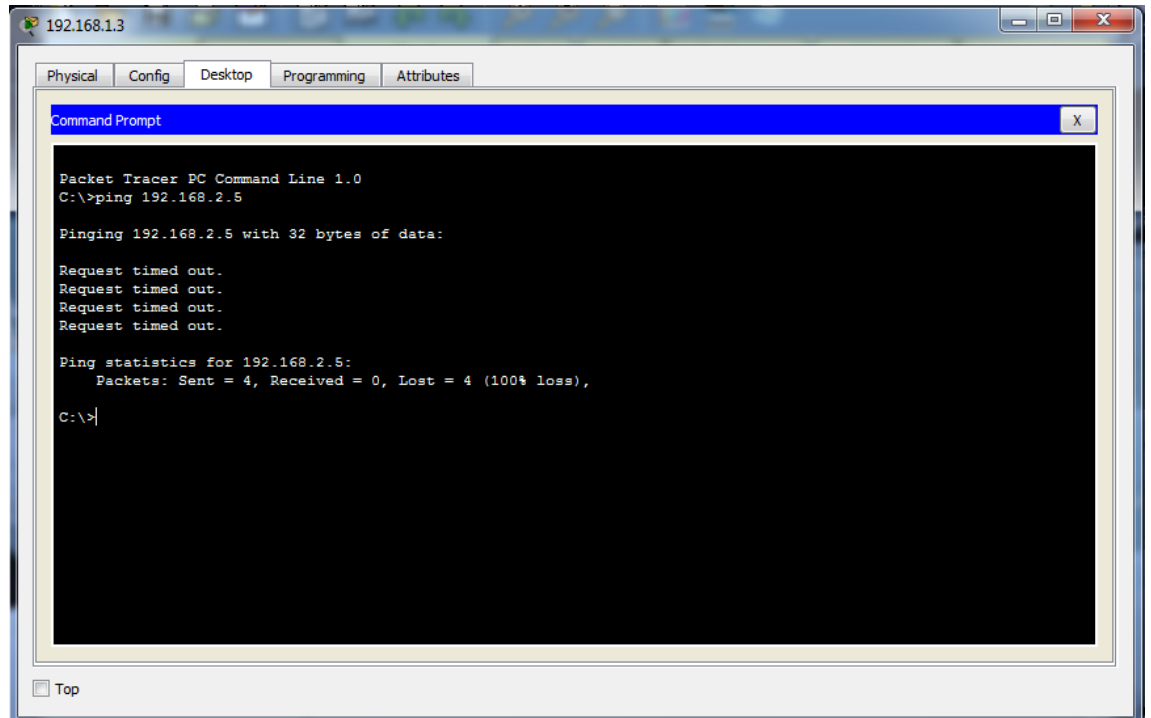 192.168.1.3
X
Physical Config Desktop Programming Attributes
Command Prompt X
Packet Tracer PC Command Line 1.0
C:\>ping 192.168.2.5
Pinging 192.168.2.5 with 32 bytes of data:
Request timed out.
Request timed out.
Request timed out.
Request timed out.
Ping statistics for 192.168.2.5:
Packets: Sent = 4, Received = 0, Lost = 4 (100% loss),
C:\>
Top